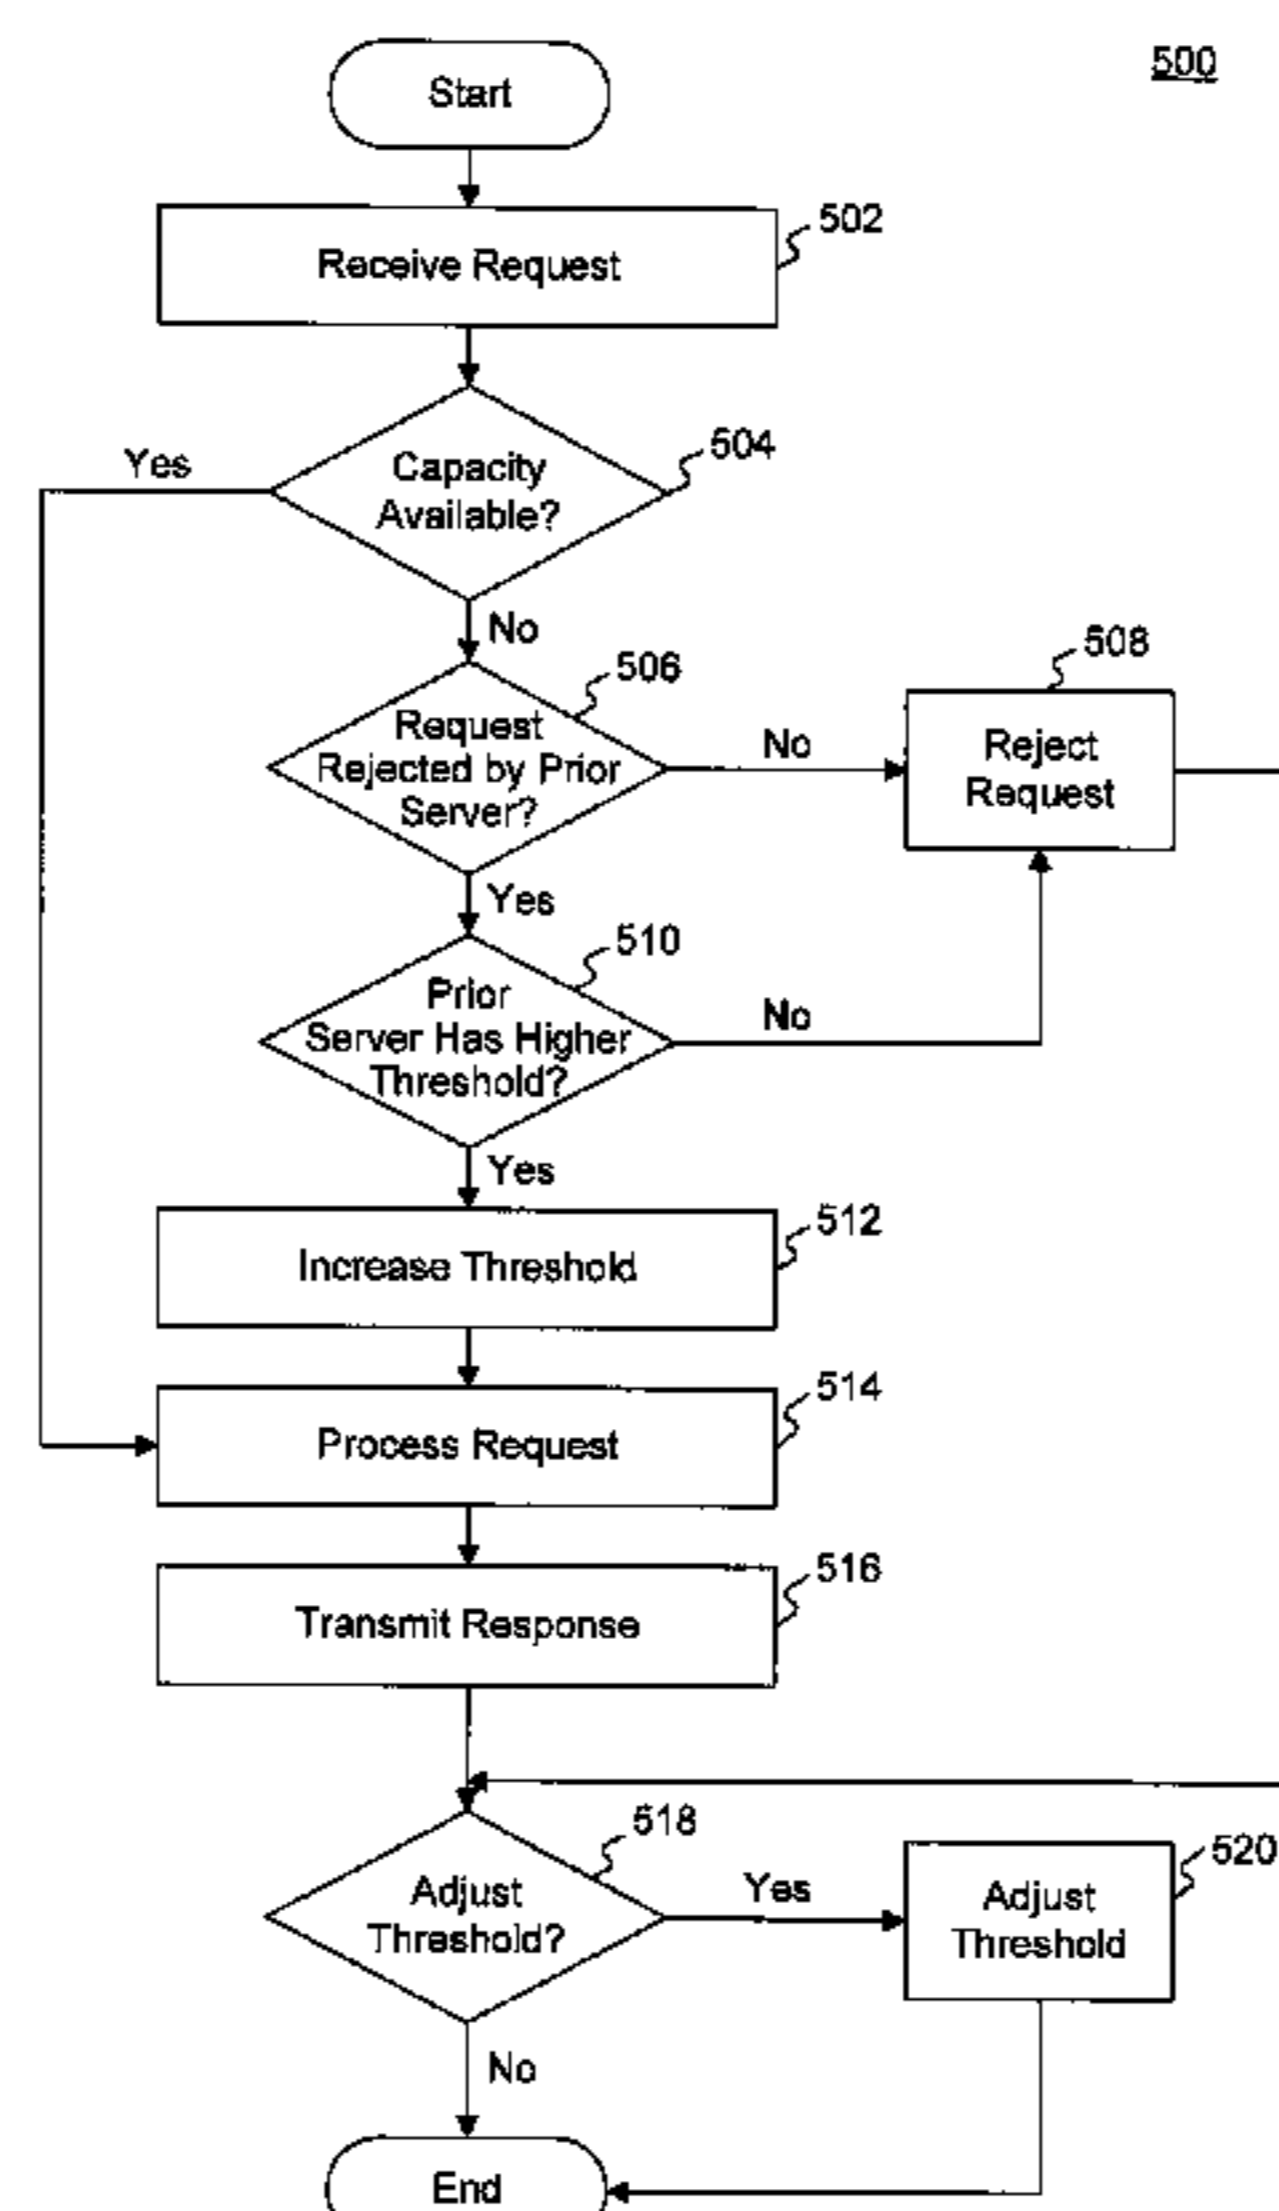 500
Start
502
Receive Request
504
Yes
Capacity
Available?
No
506
508
Request
Rejected by Prior
Server?
No
Reject
Request
Yes
510
Prior
Server Has Higher
Threshold?
No
Yes
512
Increase Threshold
514
Process Request
516
Transmit Response
518
520
Adjust
Threshold?
Yes
Adjust
Threshold
No
End